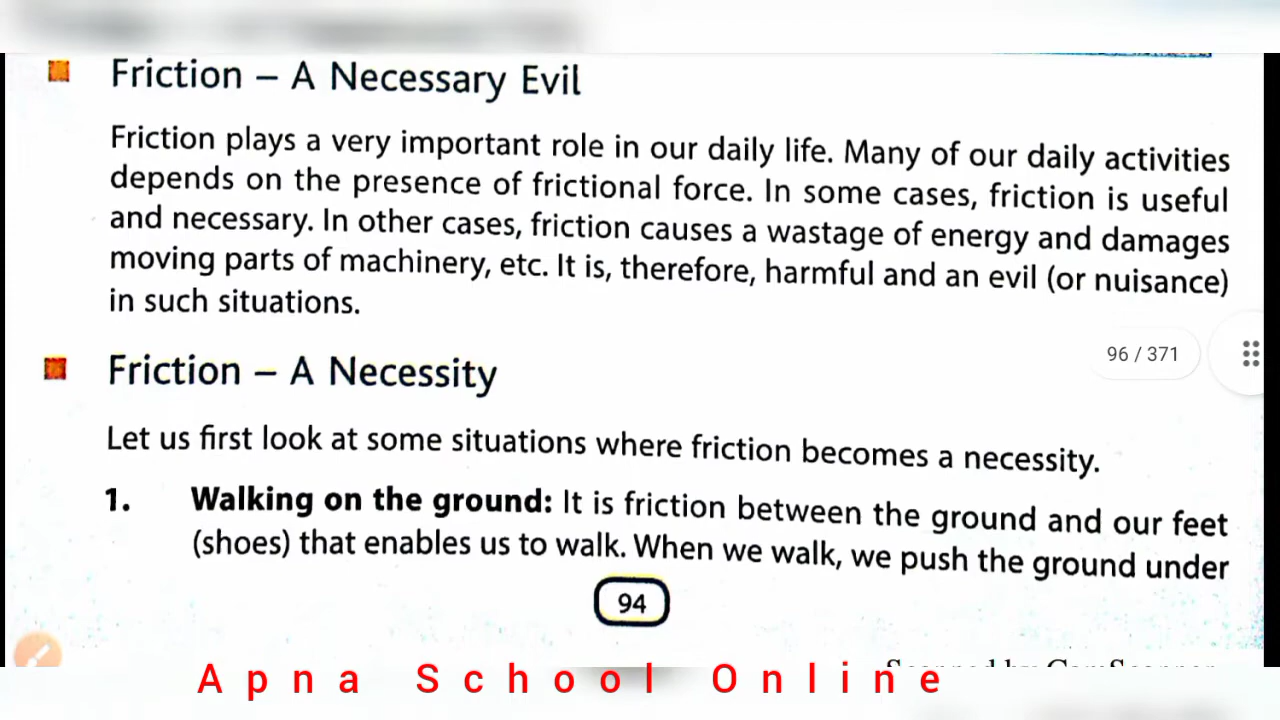 Friction – A Necessary Evil
Friction plays a very important role in our daily life. Many of our daily activities
depends on the presence of frictional force. In some cases, friction is useful
and necessary. In other cases, friction causes a wastage of energy and damages
moving parts of machinery, etc. It is, therefore, harmful and an evil (or nuisance)
in such situations.
96 / 371
Friction – A Necessity
Let us first look at some situations where friction becomes a necessity.
1. Walking on the ground: It is friction between the ground and our feet
(shoes) that enables us to walk. When we walk, we push the ground under
94
Apna School Online